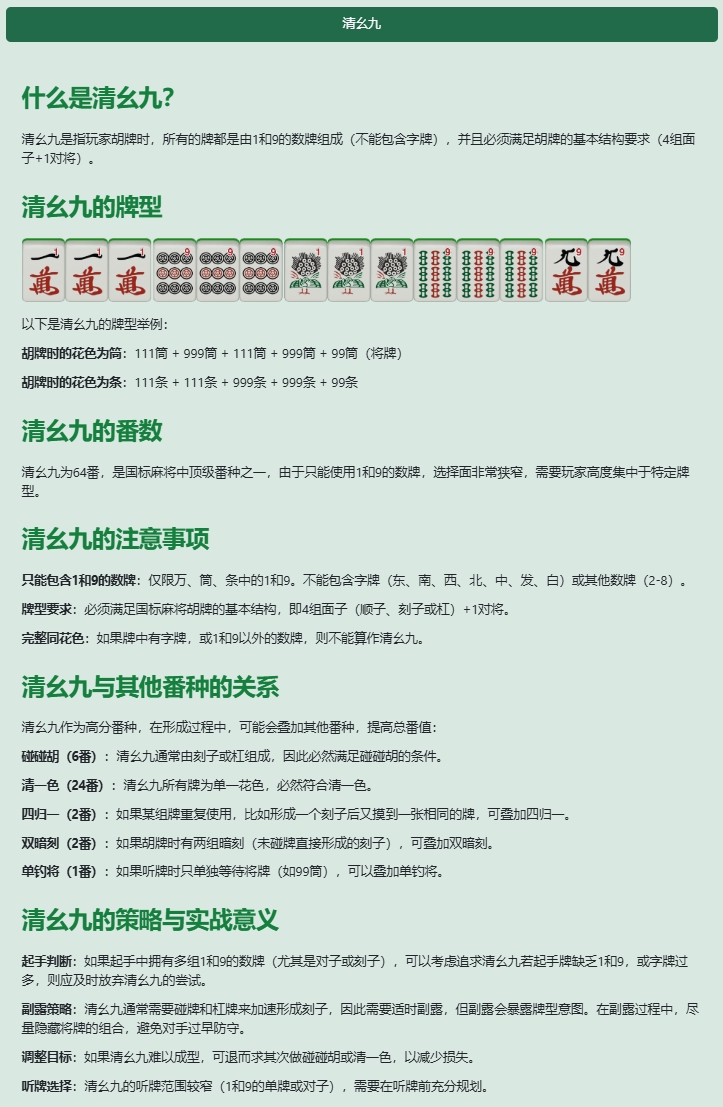 清幺九
什么是清幺九？
清幺九是指玩家胡牌时，所有的牌都是由1和9的数牌组成（不能包含字牌），并且必须满足胡牌的基本结构要求（4组面
子+1对将）。
清幺九的牌型
一萬1 一萬1 一萬1 9 9 9 1 1 1 9 9 9 九萬9 九萬9
以下是清幺九的牌型举例：
胡牌时的花色为筒：111筒 + 999筒 + 111筒 + 999筒 + 99筒（将牌）
胡牌时的花色为条：111条 + 111条 + 999条 + 999条 + 99条
清幺九的番数
清幺九为64番，是国标麻将中顶级番种之一，由于只能使用1和9的数牌，选择面非常狭窄，需要玩家高度集中于特定牌
型。
清幺九的注意事项
只能包含1和9的数牌：仅限万、筒、条中的1和9。不能包含字牌（东、南、西、北、中、发、白）或其他数牌（2-8）。
牌型要求：必须满足国标麻将胡牌的基本结构，即4组面子（顺子、刻子或杠）+1对将。
完整同花色：如果牌中有字牌，或1和9以外的数牌，则不能算作清幺九。
清幺九与其他番种的关系
清幺九作为高分番种，在形成过程中，可能会叠加其他番种，提高总番值：
碰碰胡（6番）：清幺九通常由刻子或杠组成，因此必然满足碰碰胡的条件。
清一色（24番）：清幺九所有牌为单一花色，必然符合清一色。
四归一（2番）：如果某组牌重复使用，比如形成一个刻子后又摸到一张相同的牌，可叠加四归一。
双暗刻（2番）：如果胡牌时有两组暗刻（未碰牌直接形成的刻子），可叠加双暗刻。
单钓将（1番）：如果听牌时只单独等待将牌（如99筒），可以叠加单钓将。
清幺九的策略与实战意义
起手判断：如果起手中拥有多组1和9的数牌（尤其是对子或刻子），可以考虑追求清幺九若起手牌缺乏1和9，或字牌过
多，则应及时放弃清幺九的尝试。
副露策略：清幺九通常需要碰牌和杠牌来加速形成刻子，因此需要适时副露，但副露会暴露牌型意图。在副露过程中，尽
量隐藏将牌的组合，避免对手过早防守。
调整目标：如果清幺九难以成型，可退而求其次做碰碰胡或清一色，以减少损失。
听牌选择：清幺九的听牌范围较窄（1和9的单牌或对子），需要在听牌前充分规划。